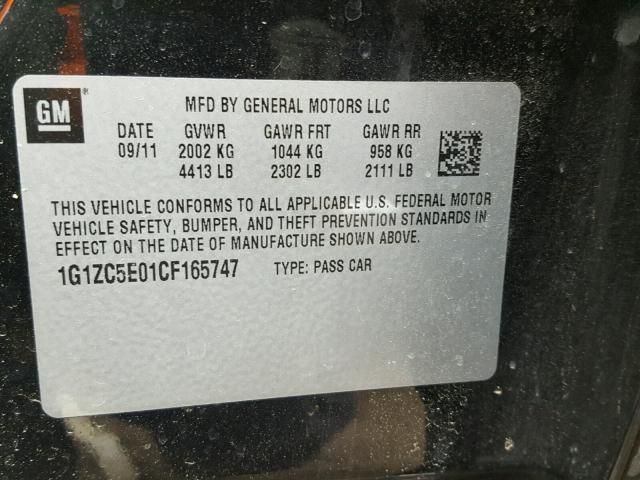 GM®
MFD BY GENERAL MOTORS LLC
DATE GVWR GAWR FRT GAWR RR
09/11 2002 KG 1044 KG 958 KG
4413 LB 2302 LB 2111 LB
THIS VEHICLE CONFORMS TO ALL APPLICABLE U.S. FEDERAL MOTOR
VEHICLE SAFETY, BUMPER, AND THEFT PREVENTION STANDARDS IN
EFFECT ON THE DATE OF MANUFACTURE SHOWN ABOVE.
1G1ZC5E01CF165747 TYPE: PASS CAR